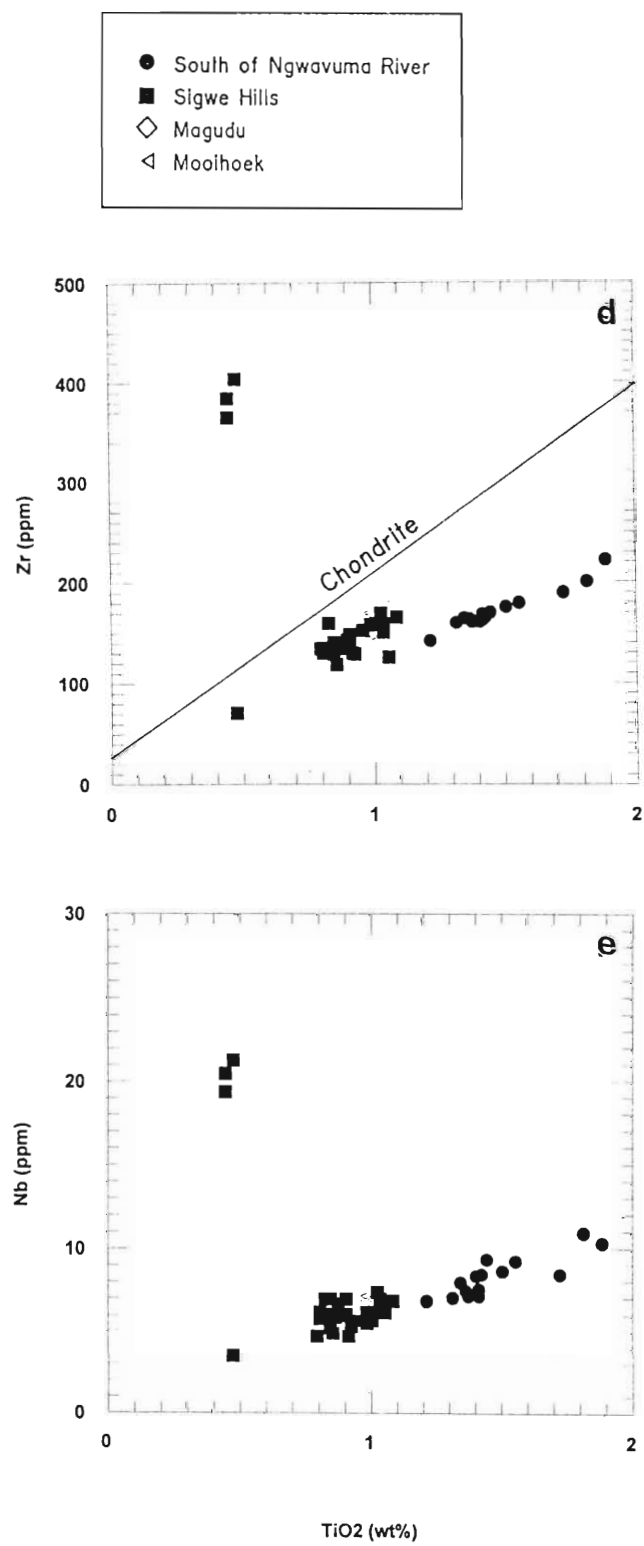 South of Ngwavuma River
Sigwe Hills
Magudu
Mooihoek
d
500
400
300
200
100
0
Zr (ppm)
Chondrite
0
1
2
e
30
20
10
0
Nb (ppm)
0
1
2
TiO2 (wt%)